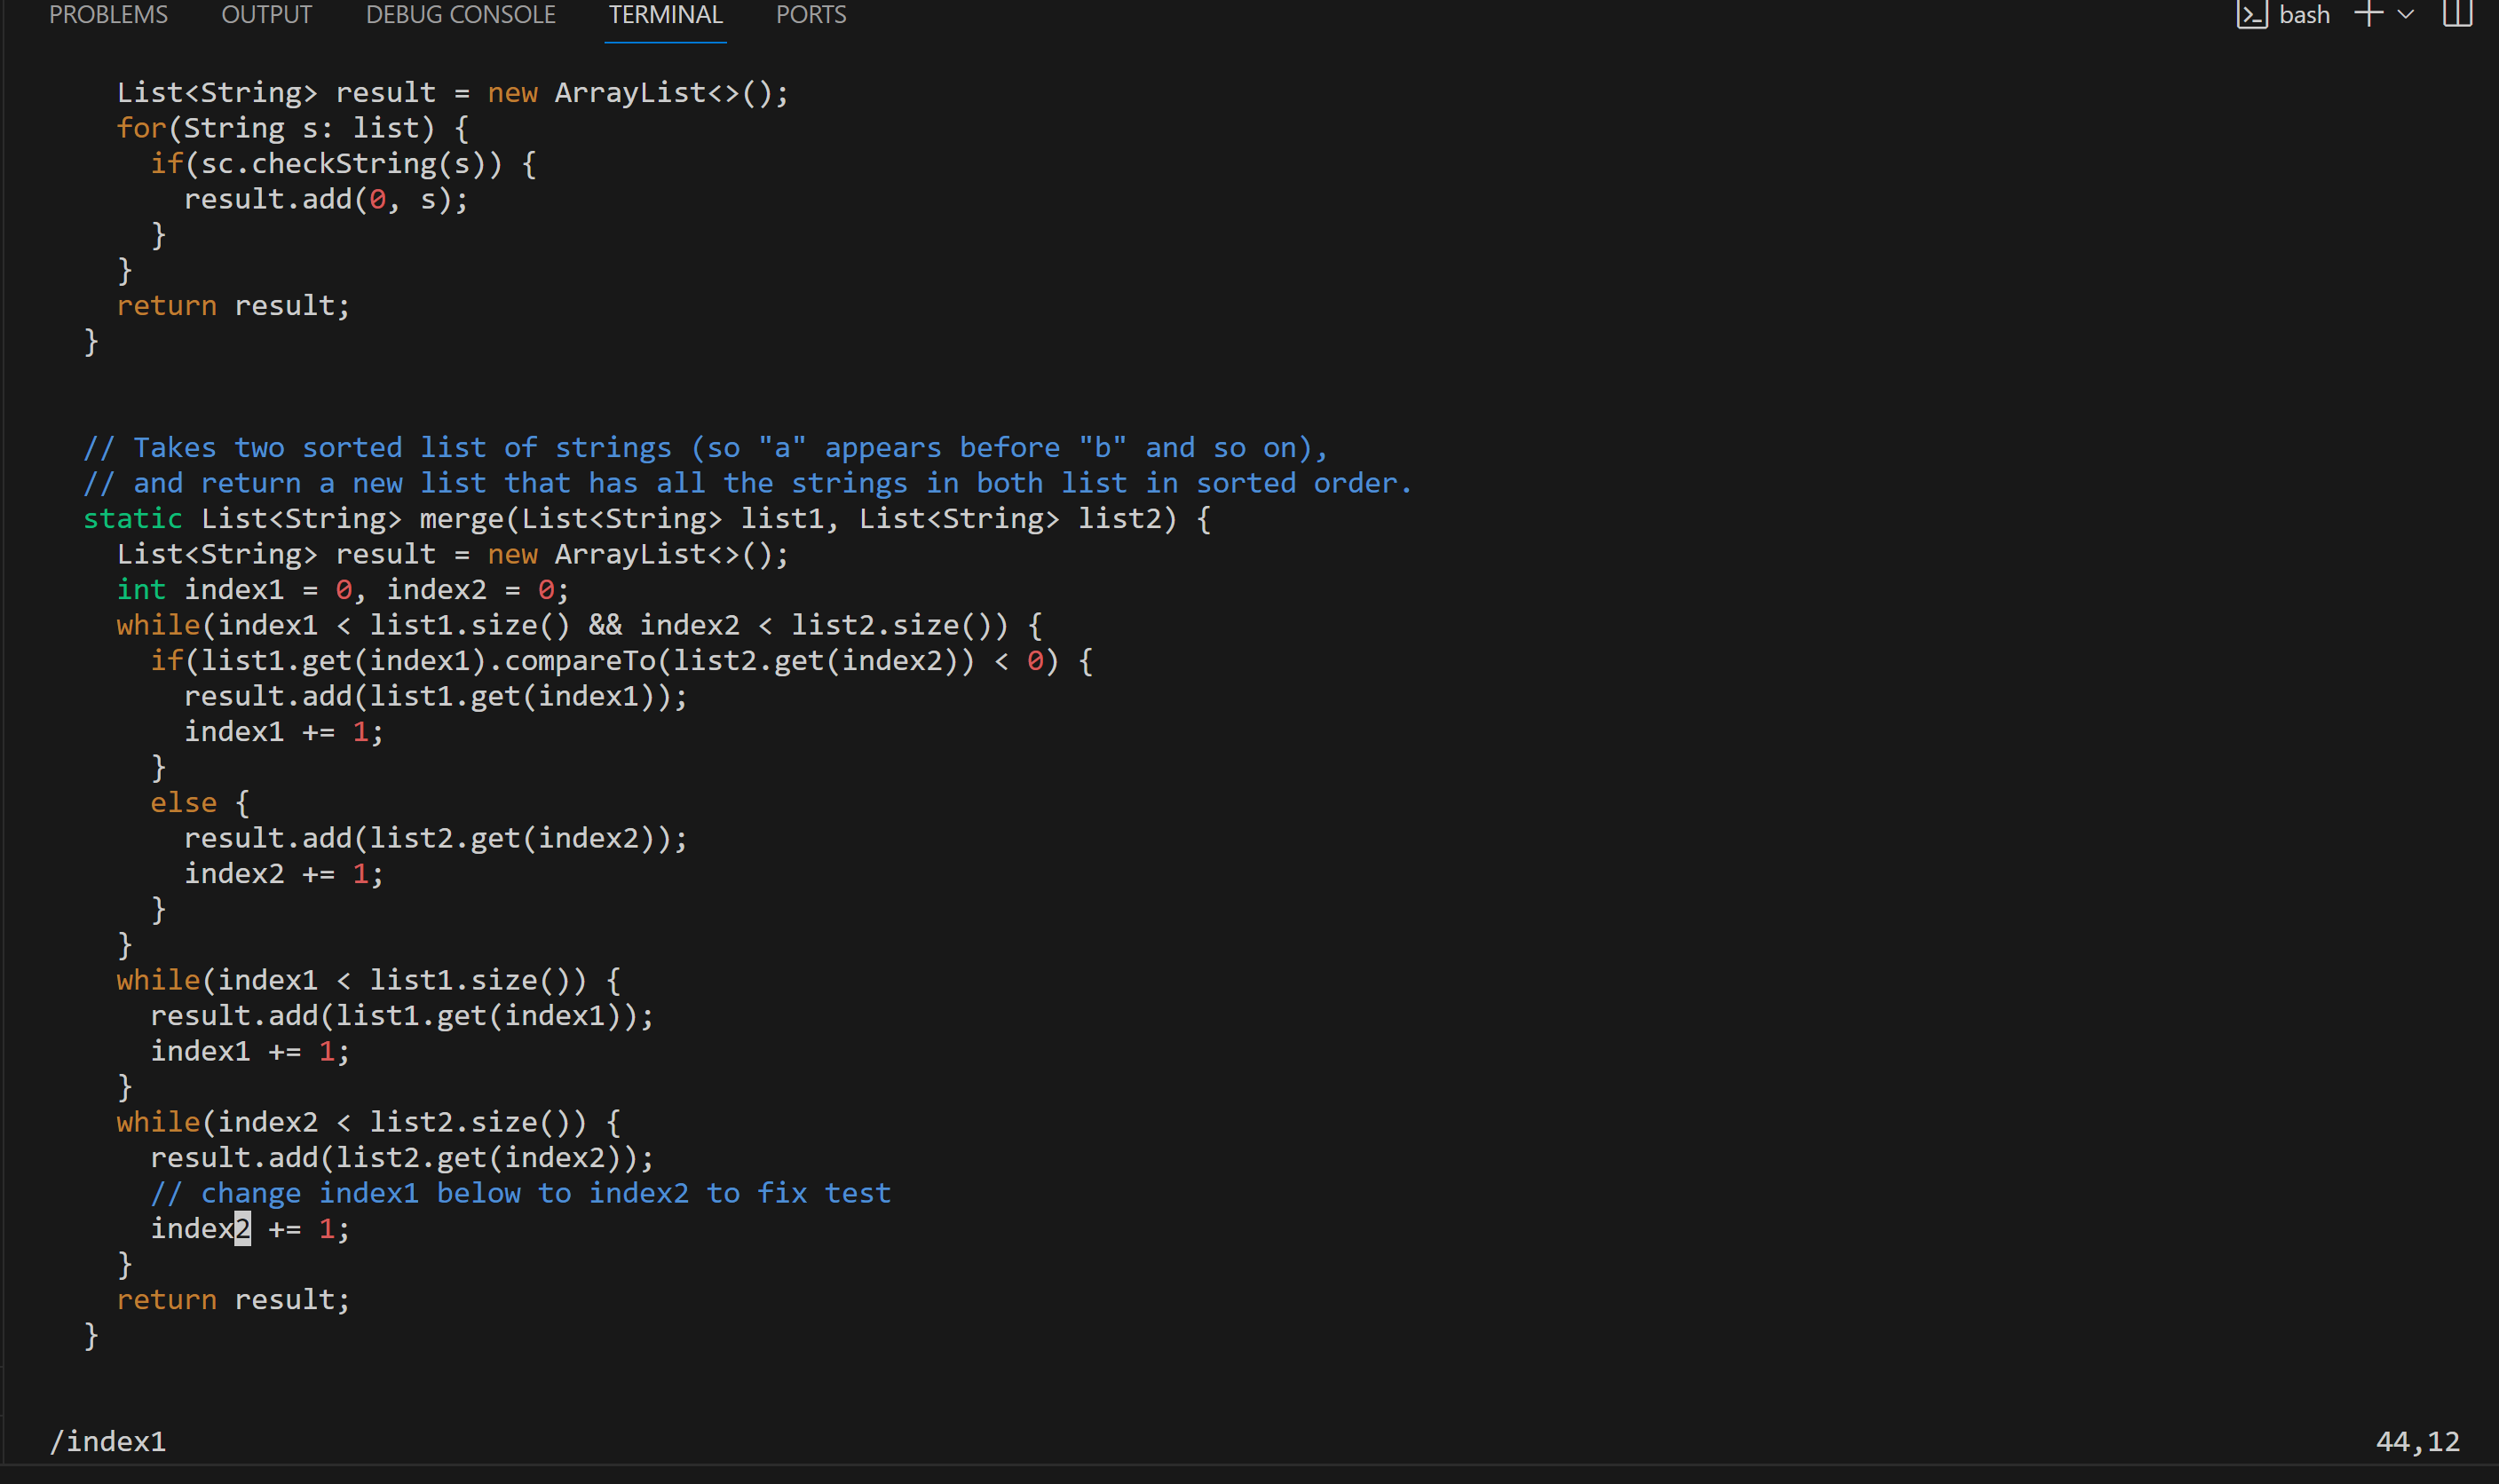 PROBLEMS OUTPUT DEBUG CONSOLE TERMINAL PORTS bash
    List<String> result = new ArrayList<>();
    for(String s: list) {
      if(sc.checkString(s)) {
        result.add(0, s);
      }
    }
    return result;
  }

  // Takes two sorted list of strings (so "a" appears before "b" and so on),
  // and return a new list that has all the strings in both list in sorted order.
  static List<String> merge(List<String> list1, List<String> list2) {
    List<String> result = new ArrayList<>();
    int index1 = 0, index2 = 0;
    while(index1 < list1.size() && index2 < list2.size()) {
      if(list1.get(index1).compareTo(list2.get(index2)) < 0) {
        result.add(list1.get(index1));
        index1 += 1;
      }
      else {
        result.add(list2.get(index2));
        index2 += 1;
      }
    }
    while(index1 < list1.size()) {
      result.add(list1.get(index1));
      index1 += 1;
    }
    while(index2 < list2.size()) {
      result.add(list2.get(index2));
      // change index1 below to index2 to fix test
      index2 += 1;
    }
    return result;
  }

/index1 44,12